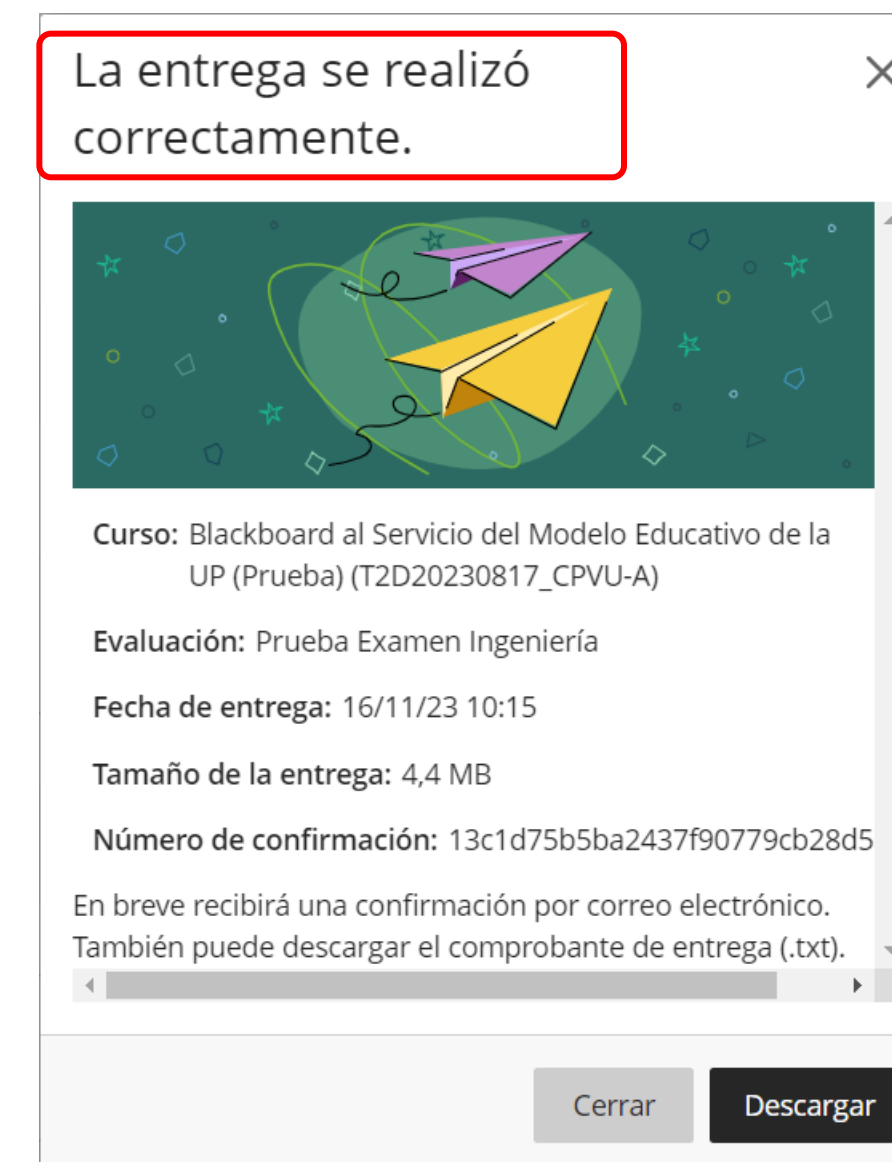 La entrega se realizó
correctamente.
Curso: Blackboard al Servicio del Modelo Educativo de la
UP (Prueba) (T2D20230817_CPVU-A)
Evaluación: Prueba Examen Ingeniería
Fecha de entrega: 16/11/23 10:15
Tamaño de la entrega: 4,4 MB
Número de confirmación: 13c1d75b5ba2437f90779cb28d5
En breve recibirá una confirmación por correo electrónico.
También puede descargar el comprobante de entrega (.txt).
Cerrar
Descargar